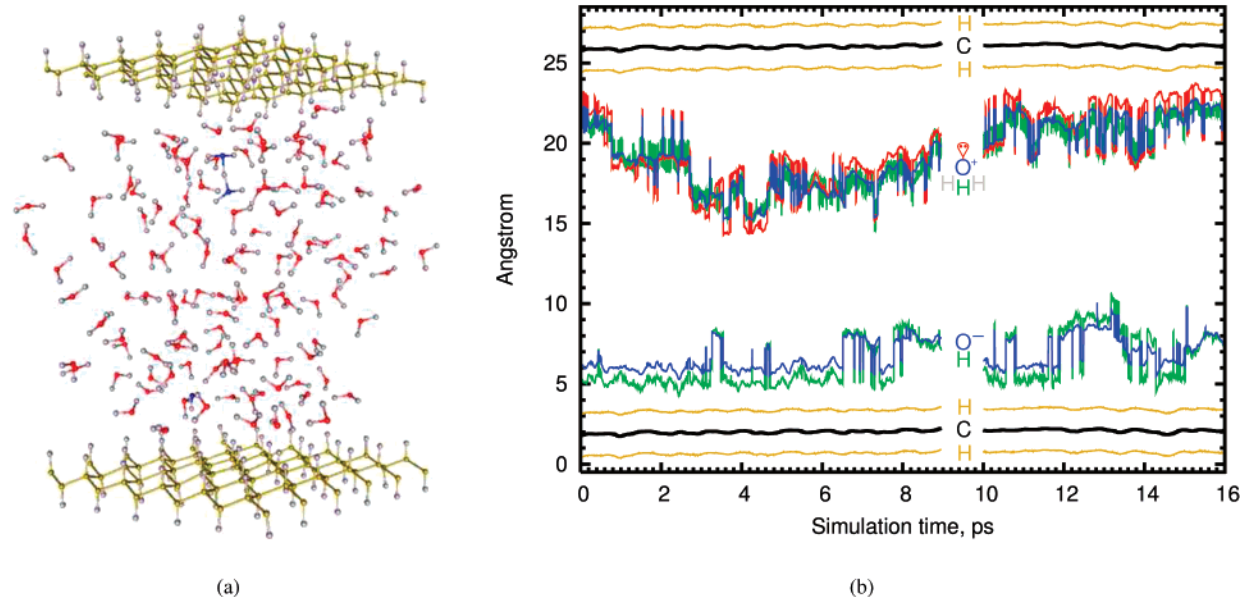 H
C
H
25
20
O+
H H
H
15
Angstrom
10
O−
H
5
H
C
H
0
0 2 4 6 8 10 12 14 16
Simulation time, ps
(a) (b)